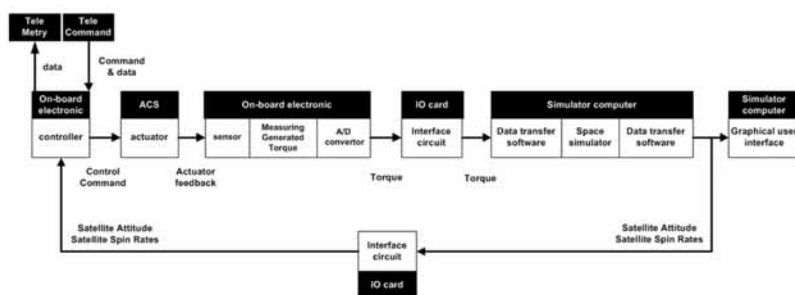 Tele
Metry
Tele
Command
data
Command
& data
On-board
electronic
controller
ACS
actuator
On-board electronic
sensor
Measuring
Generated
Torque
A/D
convertor
IO card
Interface
circuit
Simulator computer
Data transfer
software
Space
simulator
Data transfer
software
Simulator
computer
Graphical user
interface
Control
Command
Actuator
feedback
Torque
Torque
Satellite Attitude
Satellite Spin Rates
Interface
circuit
IO card
Satellite Attitude
Satellite Spin Rates